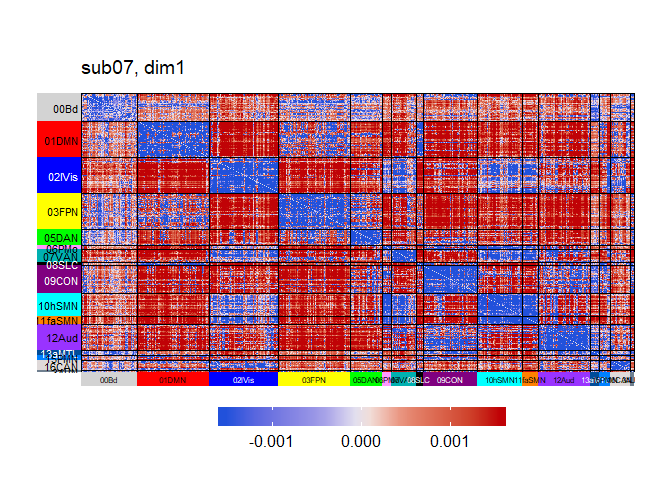 sub07, dim1
00Bd
01DMN
02lVis
03FPN
05DAN
07VAN
08SLC
09CON
10hSMN
11faSMN
12Aud
16CAN
00Bd 01DMN 02lVis 03FPN 05DAN 08SLC 09CON 10hSMN 11faSMN 12Aud
-0.001 0.000 0.001